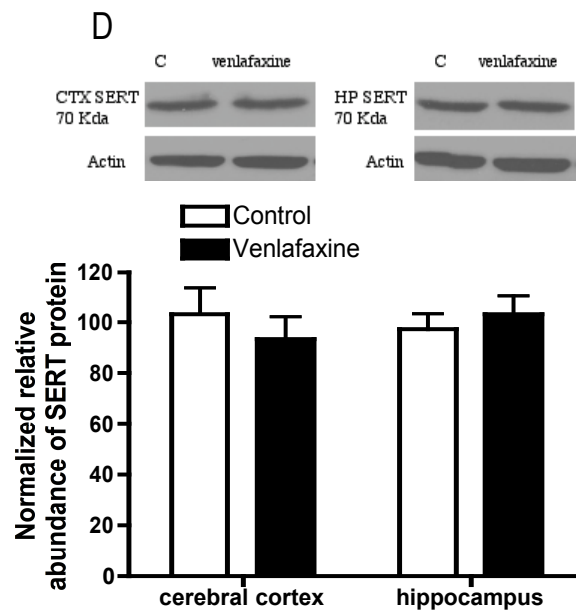 D
C venlafaxine
CTX SERT
70 Kda
Actin
C venlafaxine
HP SERT
70 Kda
Actin
Control
Venlafaxine
Normalized relative
abundance of SERT protein
120
100
80
60
40
20
0
cerebral cortex hippocampus